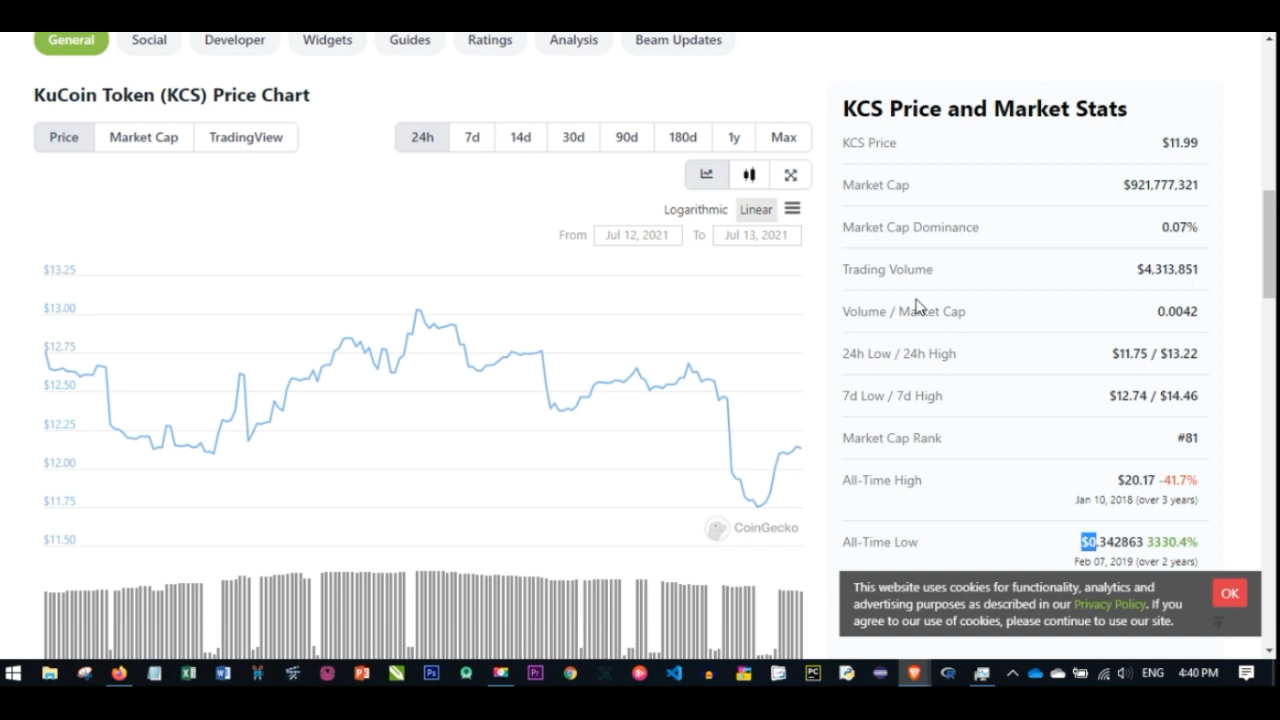 General Social Developer Widgets Guides Ratings Analysis Beam Updates
KuCoin Token (KCS) Price Chart
Price Market Cap TradingView
24h 7d 14d 30d 90d 180d 1y Max
Logarithmic Linear
From Jul 12, 2021 To Jul 13, 2021
$13.25
$13.00
$12.75
$12.50
$12.25
$12.00
$11.75
$11.50
CoinGecko
KCS Price and Market Stats
KCS Price $11.99
Market Cap $921,777,321
Market Cap Dominance 0.07%
Trading Volume $4,313,851
Volume / Market Cap 0.0042
24h Low / 24h High $11.75 / $13.22
7d Low / 7d High $12.74 / $14.46
Market Cap Rank #81
All-Time High $20.17 -41.7%
Jan 10, 2018 (over 3 years)
All-Time Low $0.342863 3330.4%
Feb 07, 2019 (over 2 years)
This website uses cookies for functionality, analytics and
advertising purposes as described in our Privacy Policy. If you
agree to our use of cookies, please continue to use our site.
OK
ENG 4:40 PM